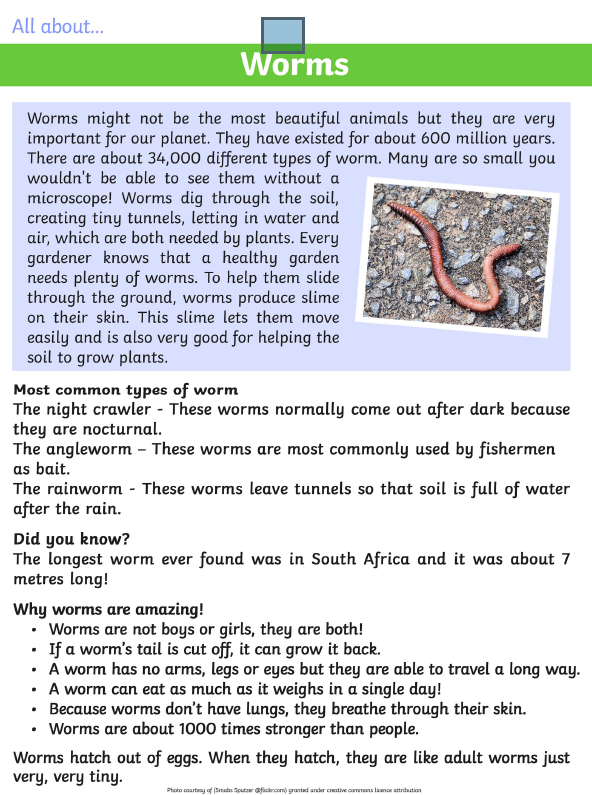 All about...
Worms
Worms might not be the most beautiful animals but they are very
important for our planet. They have existed for about 600 million years.
There are about 34,000 different types of worm. Many are so small you
wouldn't be able to see them without a
microscope! Worms dig through the soil,
creating tiny tunnels, letting in water and
air, which are both needed by plants. Every
gardener knows that a healthy garden
needs plenty of worms. To help them slide
through the ground, worms produce slime
on their skin. This slime lets them move
easily and is also very good for helping the
soil to grow plants.
Most common types of worm
The night crawler - These worms normally come out after dark because
they are nocturnal.
The angleworm – These worms are most commonly used by fishermen
as bait.
The rainworm - These worms leave tunnels so that soil is full of water
after the rain.
Did you know?
The longest worm ever found was in South Africa and it was about 7
metres long!
Why worms are amazing!
• Worms are not boys or girls, they are both!
• If a worm's tail is cut off, it can grow it back.
• A worm has no arms, legs or eyes but they are able to travel a long way.
• A worm can eat as much as it weighs in a single day!
• Because worms don't have lungs, they breathe through their skin.
• Worms are about 1000 times stronger than people.
Worms hatch out of eggs. When they hatch, they are like adult worms just
very, very tiny.
Photo courtesy of (Smabs Sputzer @flickr.com) granted under creative commons licence attribution